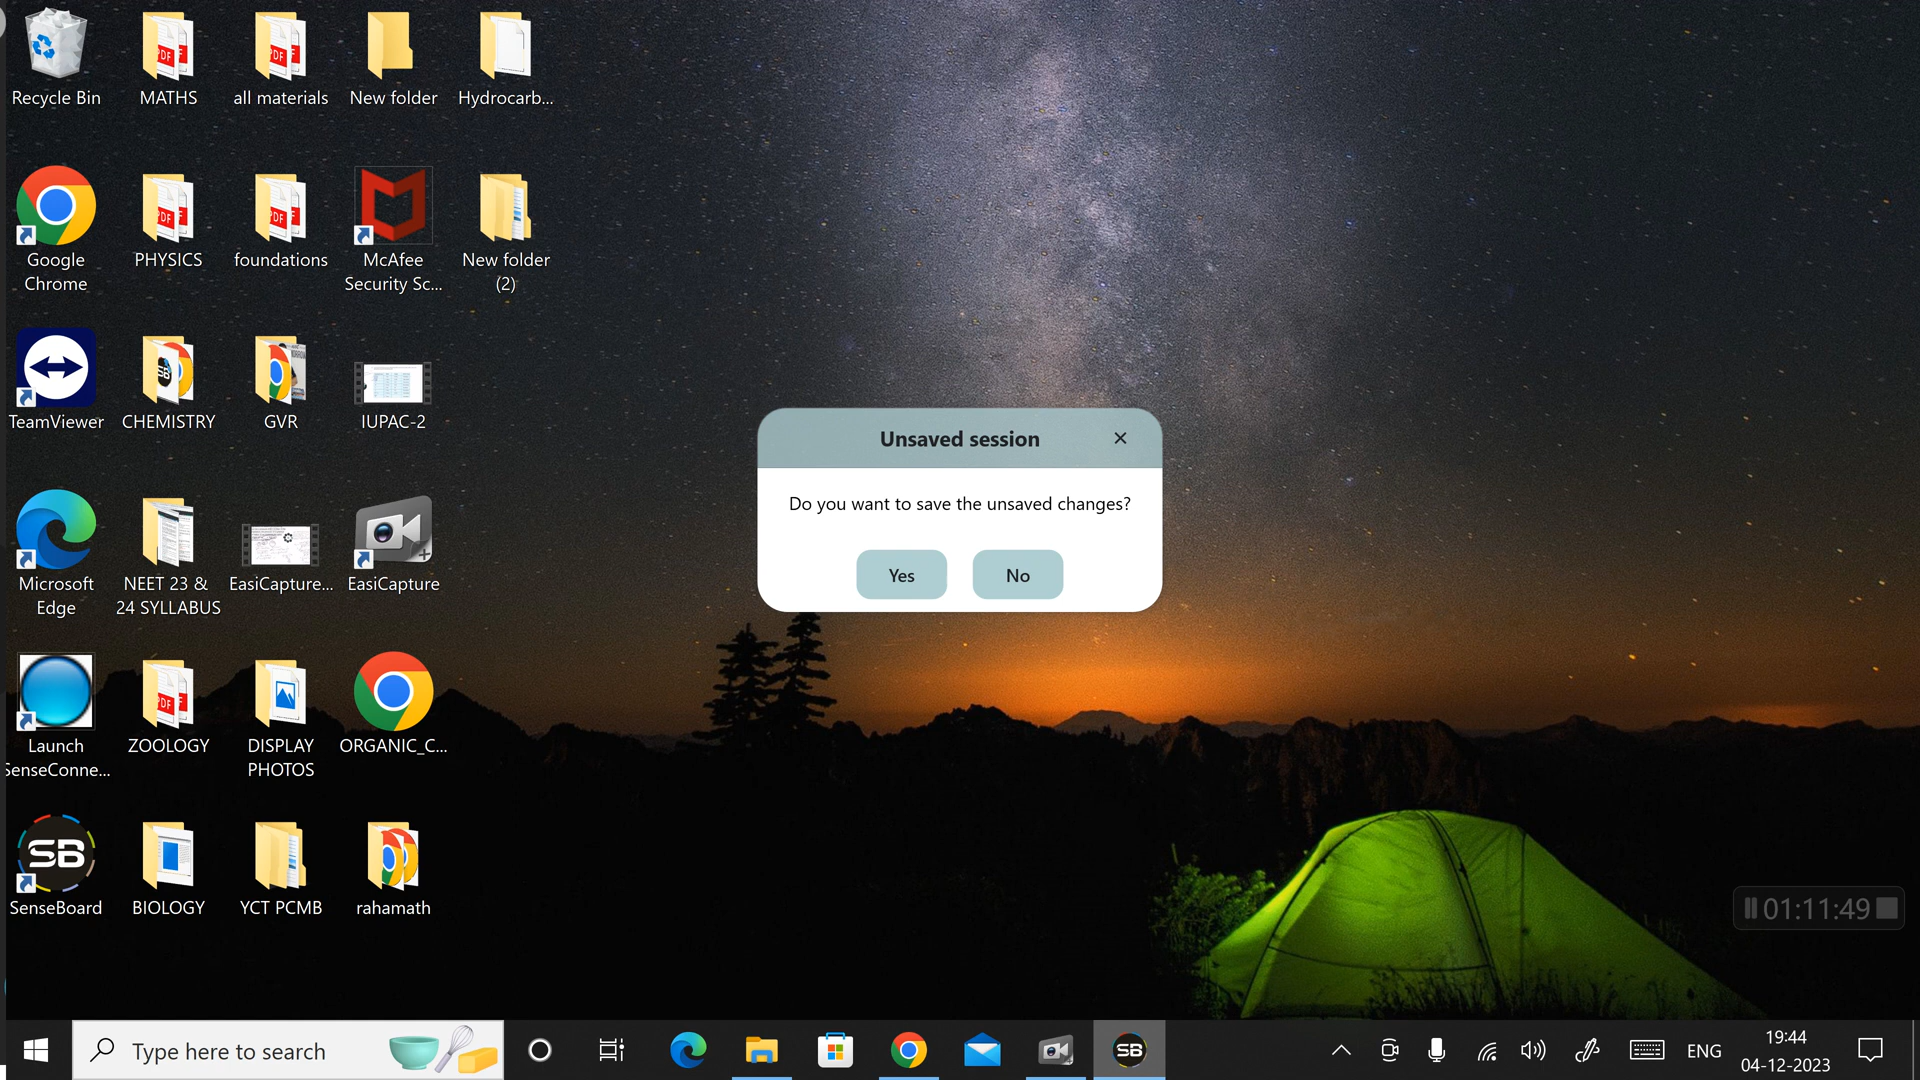 Recycle Bin
MATHS
all materials
New folder
Hydrocarb...
Google
Chrome
PHYSICS
foundations
McAfee
Security Sc...
New folder
(2)
TeamViewer
CHEMISTRY
GVR
IUPAC-2
Unsaved session
Do you want to save the unsaved changes?
Yes
No
Microsoft
Edge
NEET 23 &
24 SYLLABUS
EasiCapture...
EasiCapture
Launch
SenseConne...
ZOOLOGY
DISPLAY
PHOTOS
ORGANIC_C...
SB
SenseBoard
BIOLOGY
YCT PCMB
rahamath
01:11:49
Type here to search
SB
ENG
19:44
04-12-2023